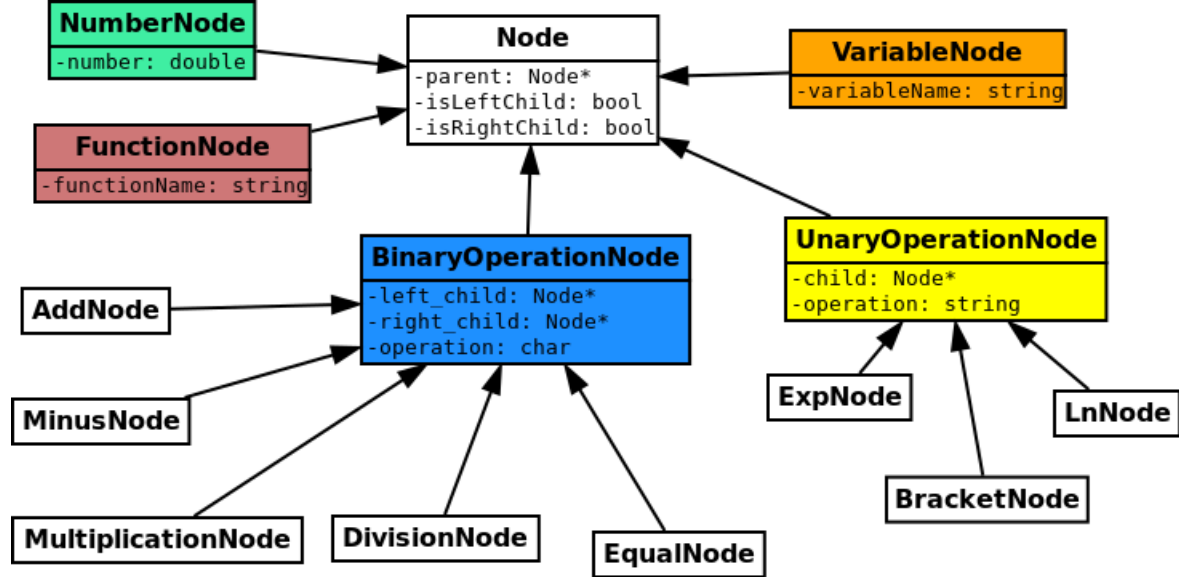 NumberNode
-number: double
Node
-parent: Node*
-isLeftChild: bool
-isRightChild: bool
VariableNode
-variableName: string
FunctionNode
-functionName: string
BinaryOperationNode
-left_child: Node*
-right_child: Node*
-operation: char
UnaryOperationNode
-child: Node*
-operation: string
AddNode
MinusNode
MultiplicationNode
DivisionNode
EqualNode
ExpNode
BracketNode
LnNode